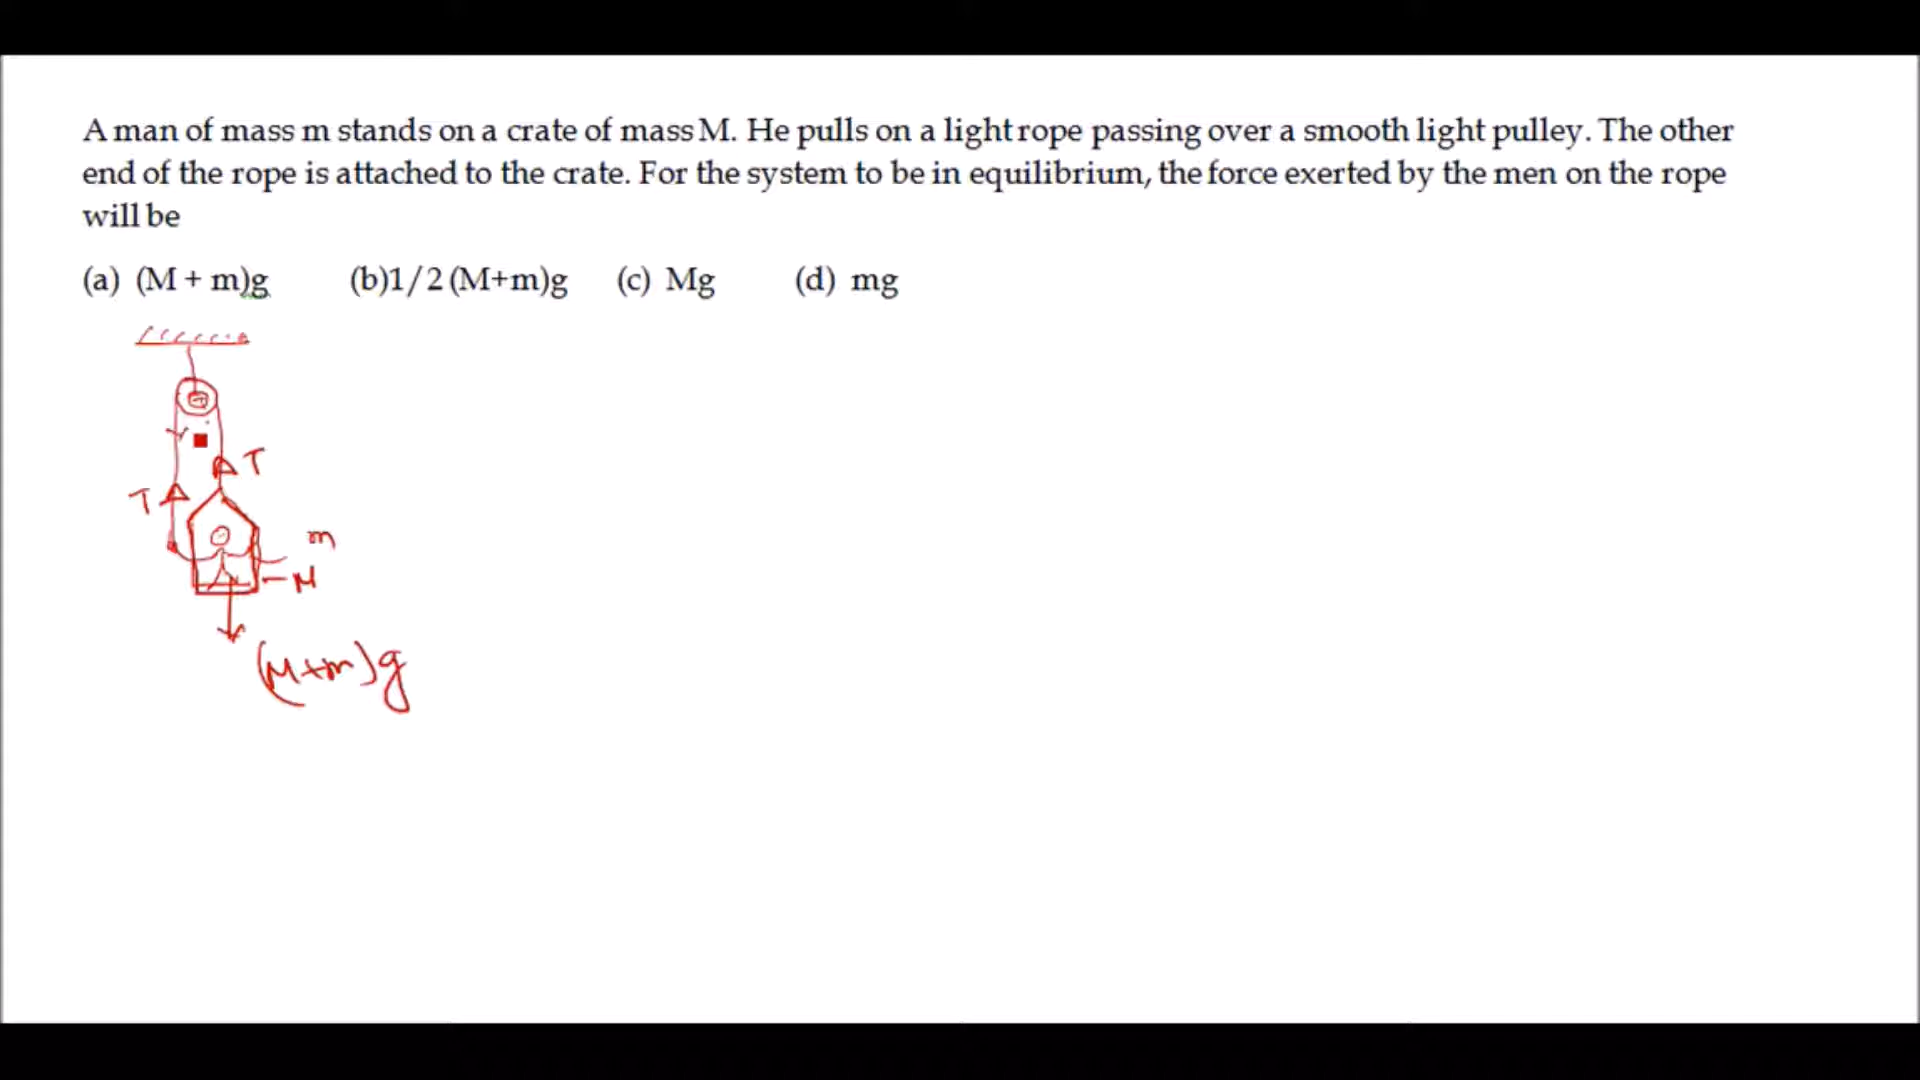 A man of mass m stands on a crate of mass M. He pulls on a light rope passing over a smooth light pulley. The other
end of the rope is attached to the crate. For the system to be in equilibrium, the force exerted by the men on the rope
will be
(a) (M + m)g (b)1/2 (M+m)g (c) Mg (d) mg
T
T
m
M
(M+m)g